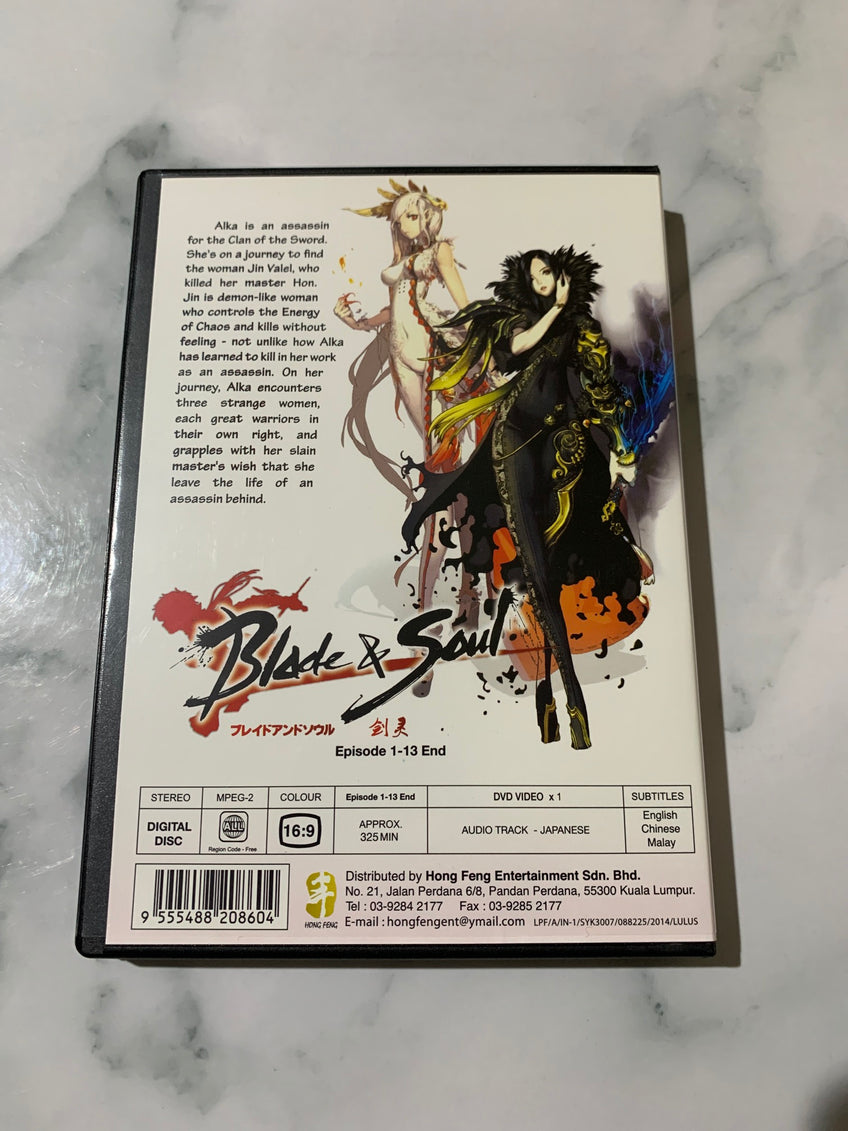 Alka is an assassin
for the Clan of the Sword.
She's on a journey to find
the woman Jin Valel, who
killed her master Hon.
Jin is demon-like woman
who controls the Energy
of Chaos and kills without
feeling - not unlike how Alka
has learned to kill in her work
as an assassin. On her
journey, Alka encounters
three strange women,
each great warriors in
their own right, and
grapples with her slain
master's wish that she
leave the life of an
assassin behind.
Blade & Soul
ブレイドアンドソウル 剑灵
Episode 1-13 End
STEREO MPEG-2 COLOUR Episode 1-13 End DVD VIDEO x 1 SUBTITLES
DIGITAL DISC ALL Region Code - Free 16:9 APPROX. 325 MIN AUDIO TRACK - JAPANESE English Chinese Malay
9 555488 208604
HONG FENG
Distributed by Hong Feng Entertainment Sdn. Bhd.
No. 21, Jalan Perdana 6/8, Pandan Perdana, 55300 Kuala Lumpur.
Tel : 03-9284 2177 Fax : 03-9285 2177
E-mail : hongfengent@ymail.com LPF/A/IN-1/SYK3007/088225/2014/LULUS